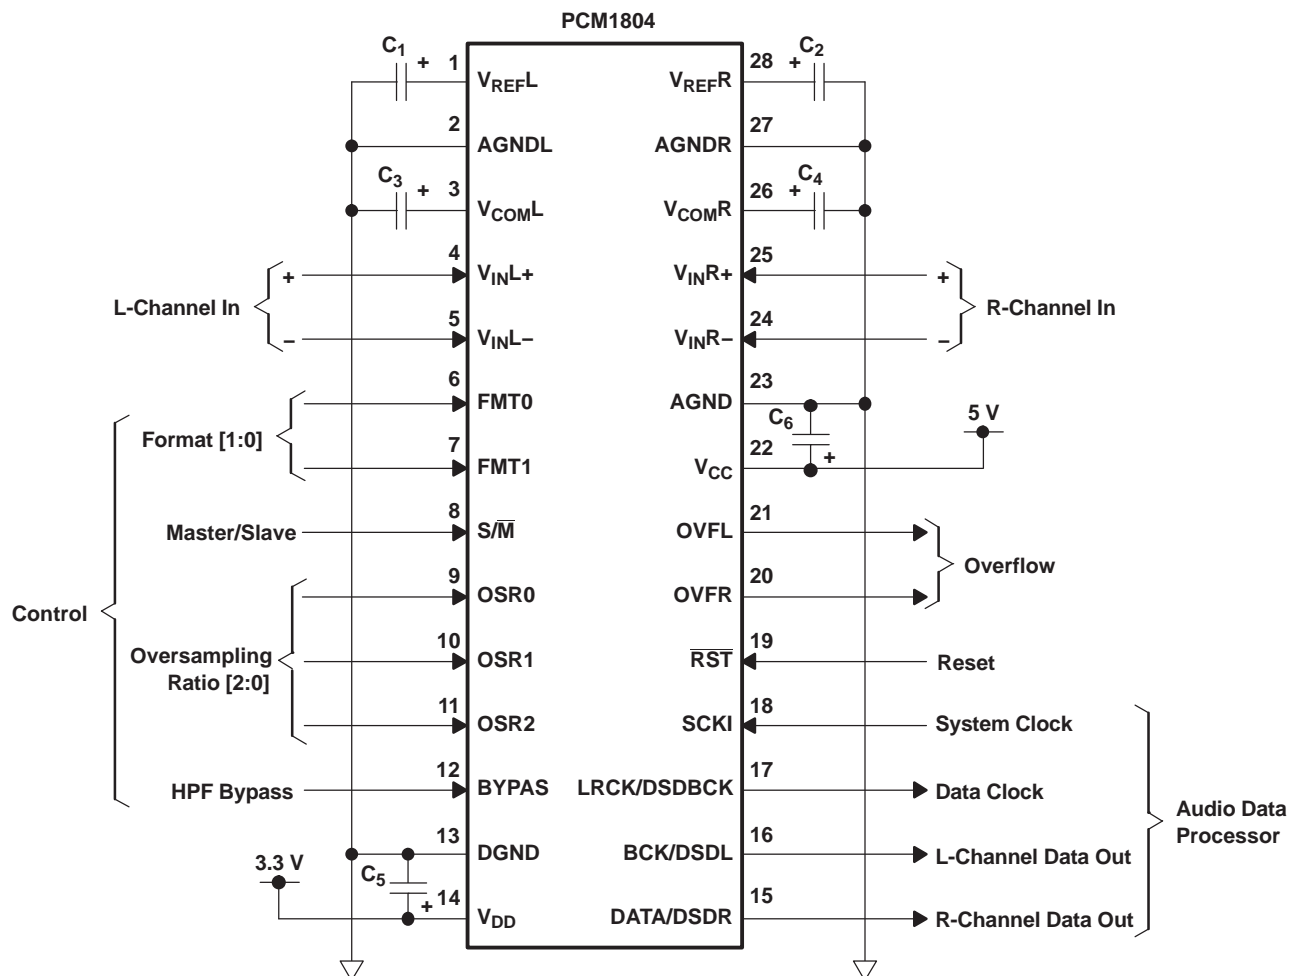 PCM1804
C1 + 1 VREFL VREFR 28 + C2
2 AGNDL AGNDR 27
C3 + 3 VCOML VCOMR 26 + C4
L-Channel In + 4 VINL+ VINR+ 25 + R-Channel In
− 5 VINL− VINR− 24 −
Control
Format [1:0]
6 FMT0 AGND 23
C6 + 5 V
7 FMT1 VCC 22
Master/Slave 8 S/M OVFL 21
Overflow
Oversampling
Ratio [2:0]
9 OSR0 OVFR 20
10 OSR1 RST 19 Reset
11 OSR2 SCKI 18 System Clock
HPF Bypass 12 BYPAS LRCK/DSDBCK 17 Data Clock
Audio Data
Processor
3.3 V C5 +
13 DGND BCK/DSDL 16 L-Channel Data Out
14 VDD DATA/DSDR 15 R-Channel Data Out